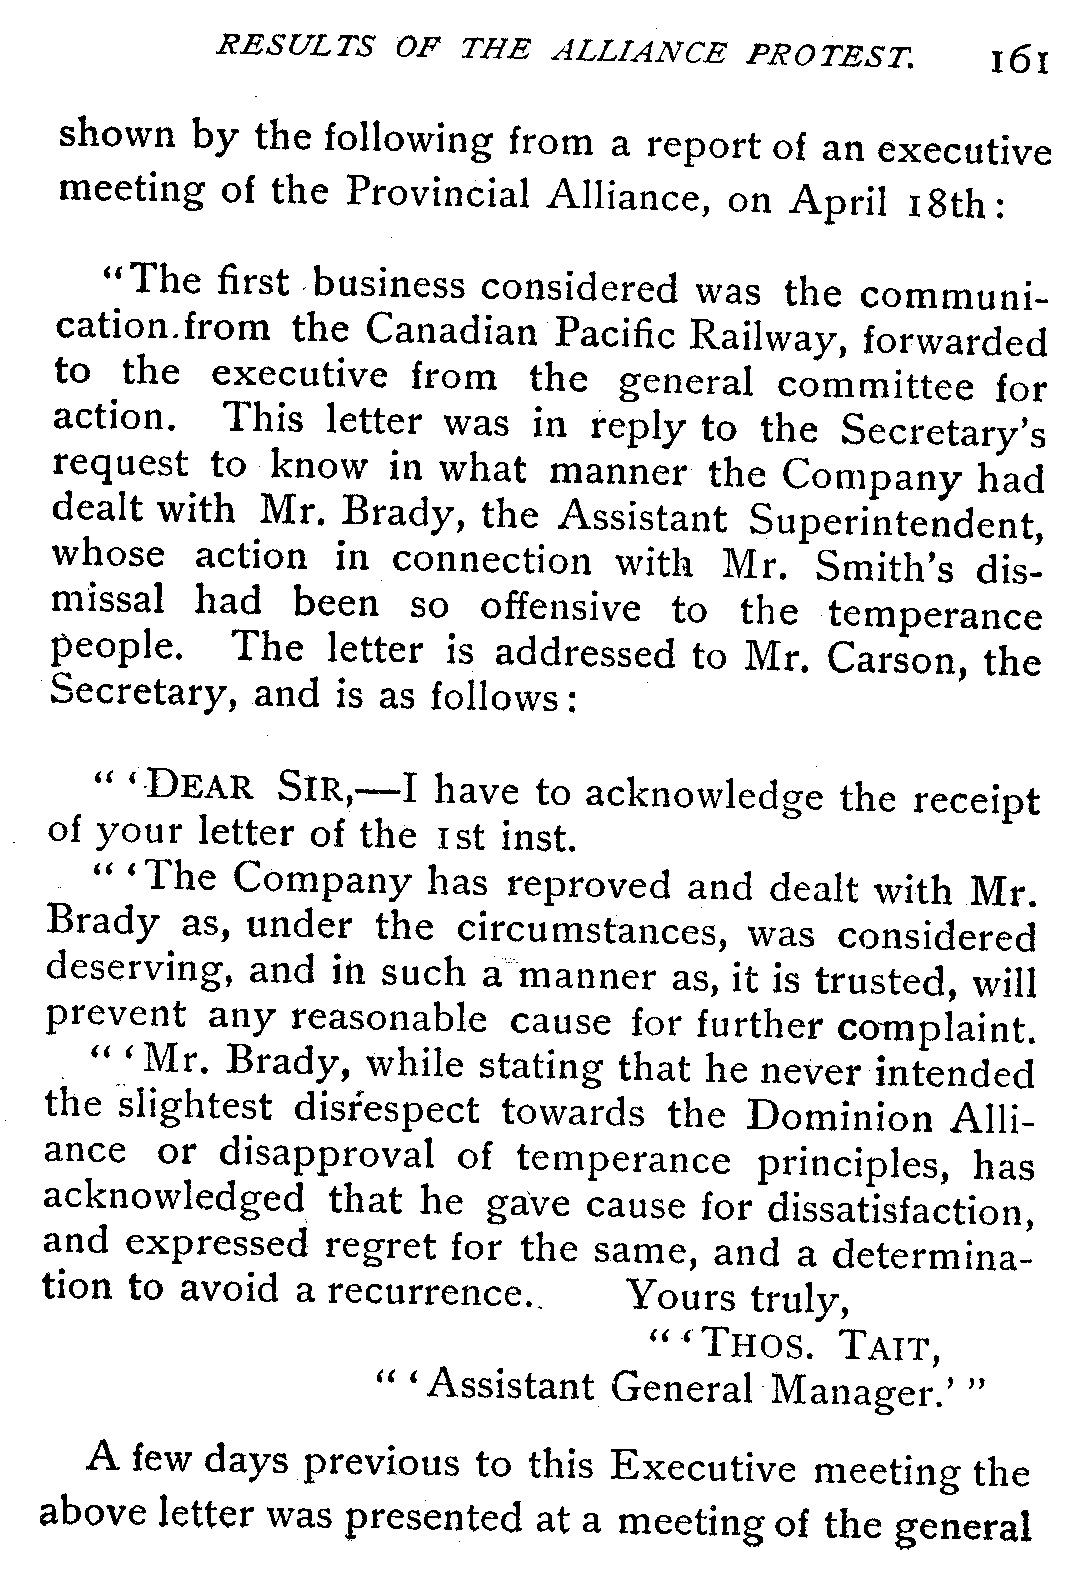 RESULTS OF THE ALLIANCE PROTEST. 161
shown by the following from a report of an executive
meeting of the Provincial Alliance, on April 18th:
"The first business considered was the communi-
cation from the Canadian Pacific Railway, forwarded
to the executive from the general committee for
action. This letter was in reply to the Secretary's
request to know in what manner the Company had
dealt with Mr. Brady, the Assistant Superintendent,
whose action in connection with Mr. Smith's dis-
missal had been so offensive to the temperance
people. The letter is addressed to Mr. Carson, the
Secretary, and is as follows:
"'DEAR SIR,—I have to acknowledge the receipt
of your letter of the 1st inst.
"'The Company has reproved and dealt with Mr.
Brady as, under the circumstances, was considered
deserving, and in such a manner as, it is trusted, will
prevent any reasonable cause for further complaint.
"'Mr. Brady, while stating that he never intended
the slightest disrespect towards the Dominion Alli-
ance or disapproval of temperance principles, has
acknowledged that he gave cause for dissatisfaction,
and expressed regret for the same, and a determina-
tion to avoid a recurrence. Yours truly,
"'THOS. TAIT,
"'Assistant General Manager.'"
A few days previous to this Executive meeting the
above letter was presented at a meeting of the general